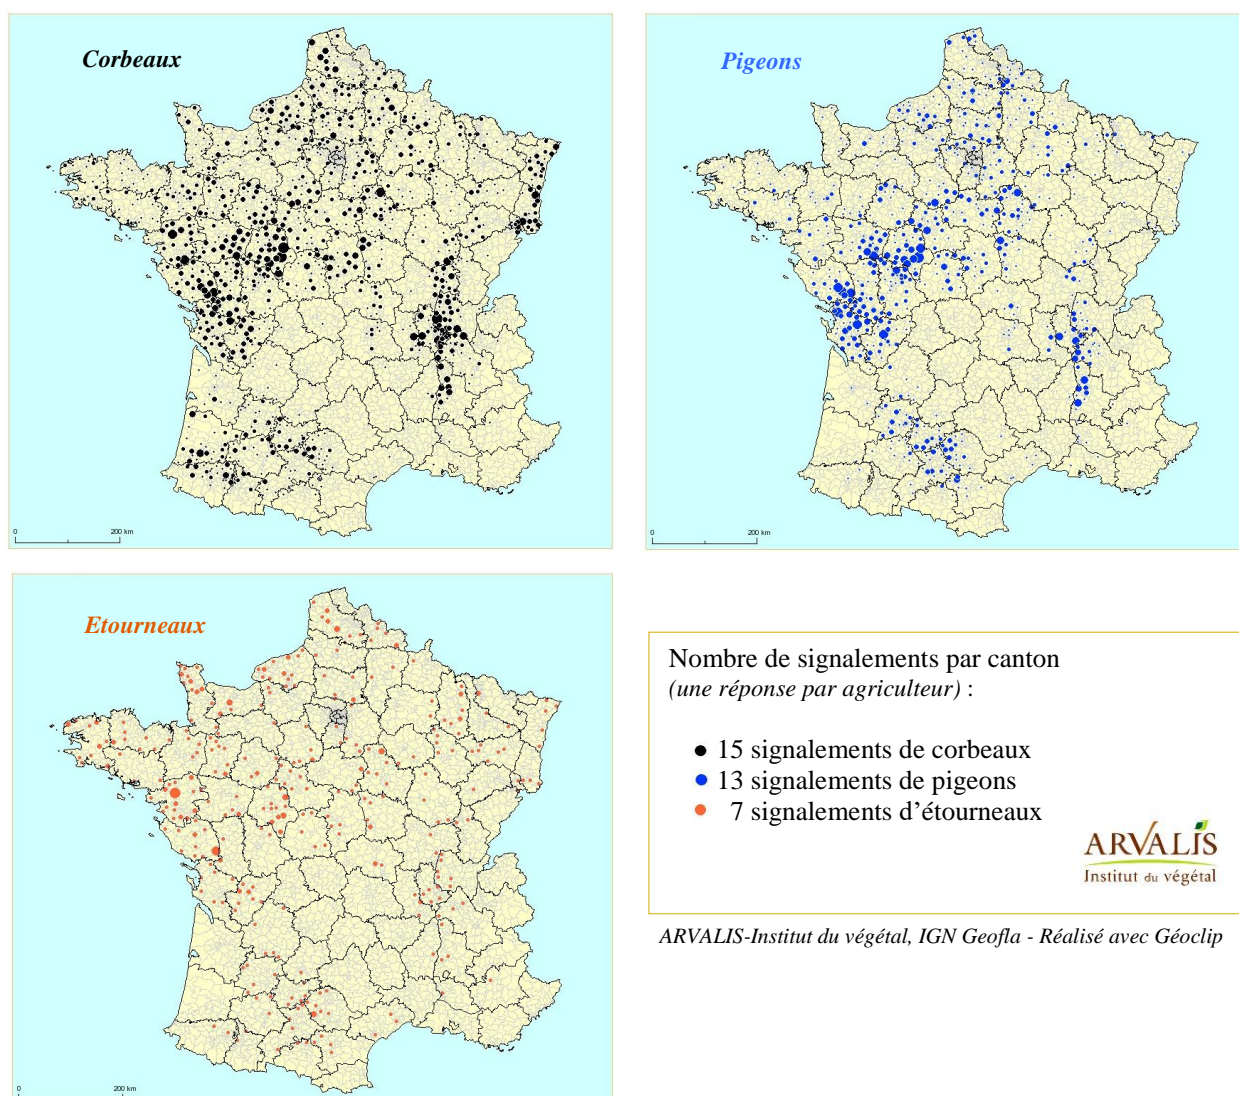 Corbeaux
0
200 km
Pigeons
0
200 km
Etourneaux
0
200 km
Nombre de signalements par canton
(une réponse par agriculteur) :
15 signalements de corbeaux
13 signalements de pigeons
7 signalements d’étourneaux
ARVALIS
Institut du végétal
ARVALIS-Institut du végétal, IGN Geofla - Réalisé avec Géoclip